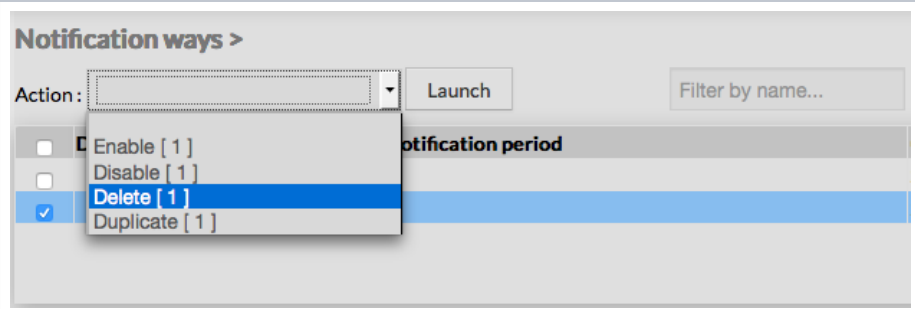 Notification ways >
Action : Launch Filter by name...
otification period
Enable [ 1 ]
Disable [ 1 ]
Delete [ 1 ]
Duplicate [ 1 ]